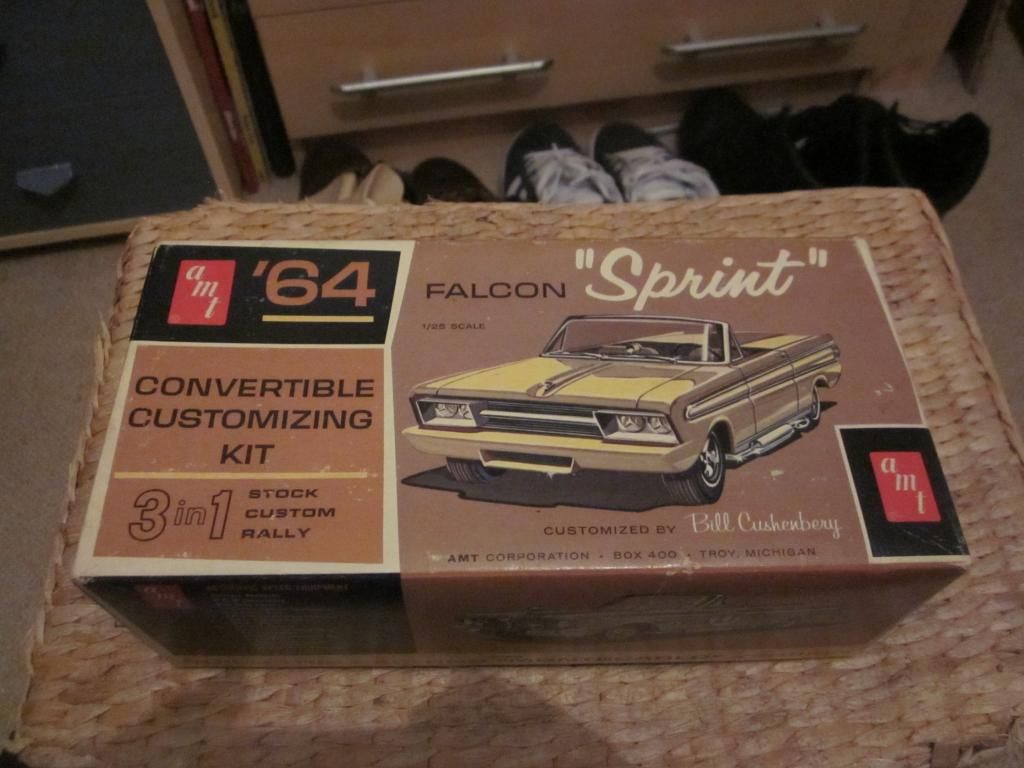 amt
'64
FALCON "Sprint"
1/25 SCALE
CONVERTIBLE
CUSTOMIZING
KIT
3 in 1
STOCK
CUSTOM
RALLY
amt
CUSTOMIZED BY Bill Cushenbery
AMT CORPORATION · BOX 400 · TROY, MICHIGAN
amt